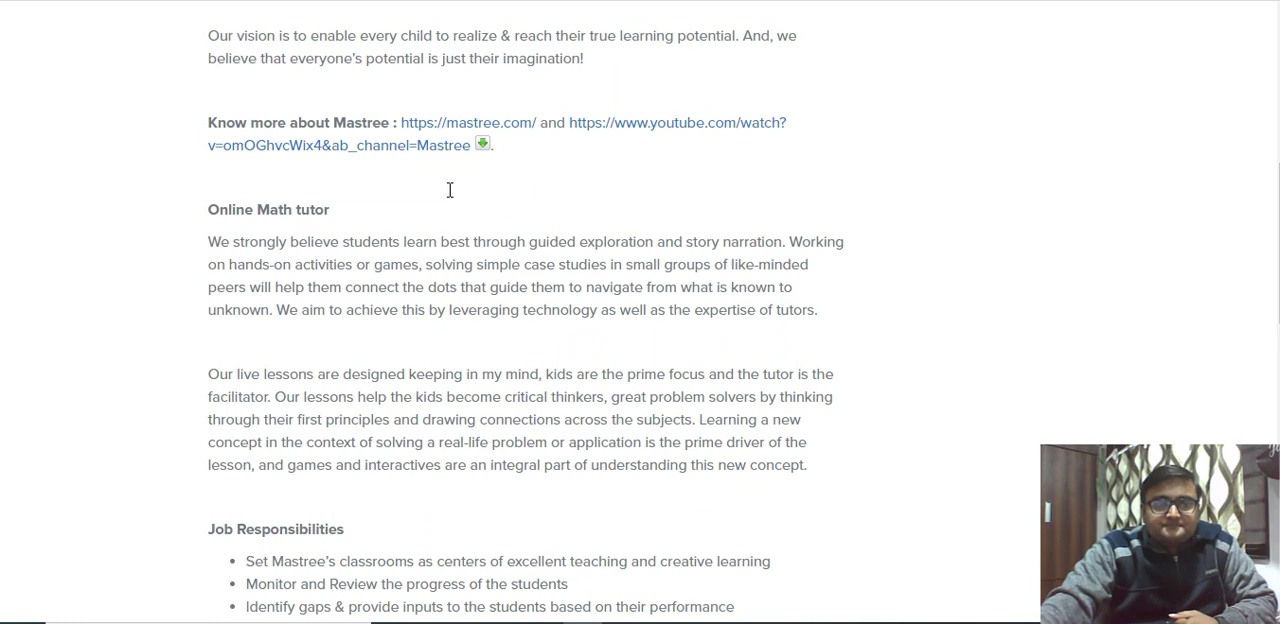 Our vision is to enable every child to realize & reach their true learning potential. And, we
believe that everyone's potential is just their imagination!
Know more about Mastree : https://mastree.com/ and https://www.youtube.com/watch?
v=omOGhvcWix4&ab_channel=Mastree .
Online Math tutor
We strongly believe students learn best through guided exploration and story narration. Working
on hands-on activities or games, solving simple case studies in small groups of like-minded
peers will help them connect the dots that guide them to navigate from what is known to
unknown. We aim to achieve this by leveraging technology as well as the expertise of tutors.
Our live lessons are designed keeping in my mind, kids are the prime focus and the tutor is the
facilitator. Our lessons help the kids become critical thinkers, great problem solvers by thinking
through their first principles and drawing connections across the subjects. Learning a new
concept in the context of solving a real-life problem or application is the prime driver of the
lesson, and games and interactives are an integral part of understanding this new concept.
Job Responsibilities
• Set Mastree's classrooms as centers of excellent teaching and creative learning
• Monitor and Review the progress of the students
• Identify gaps & provide inputs to the students based on their performance